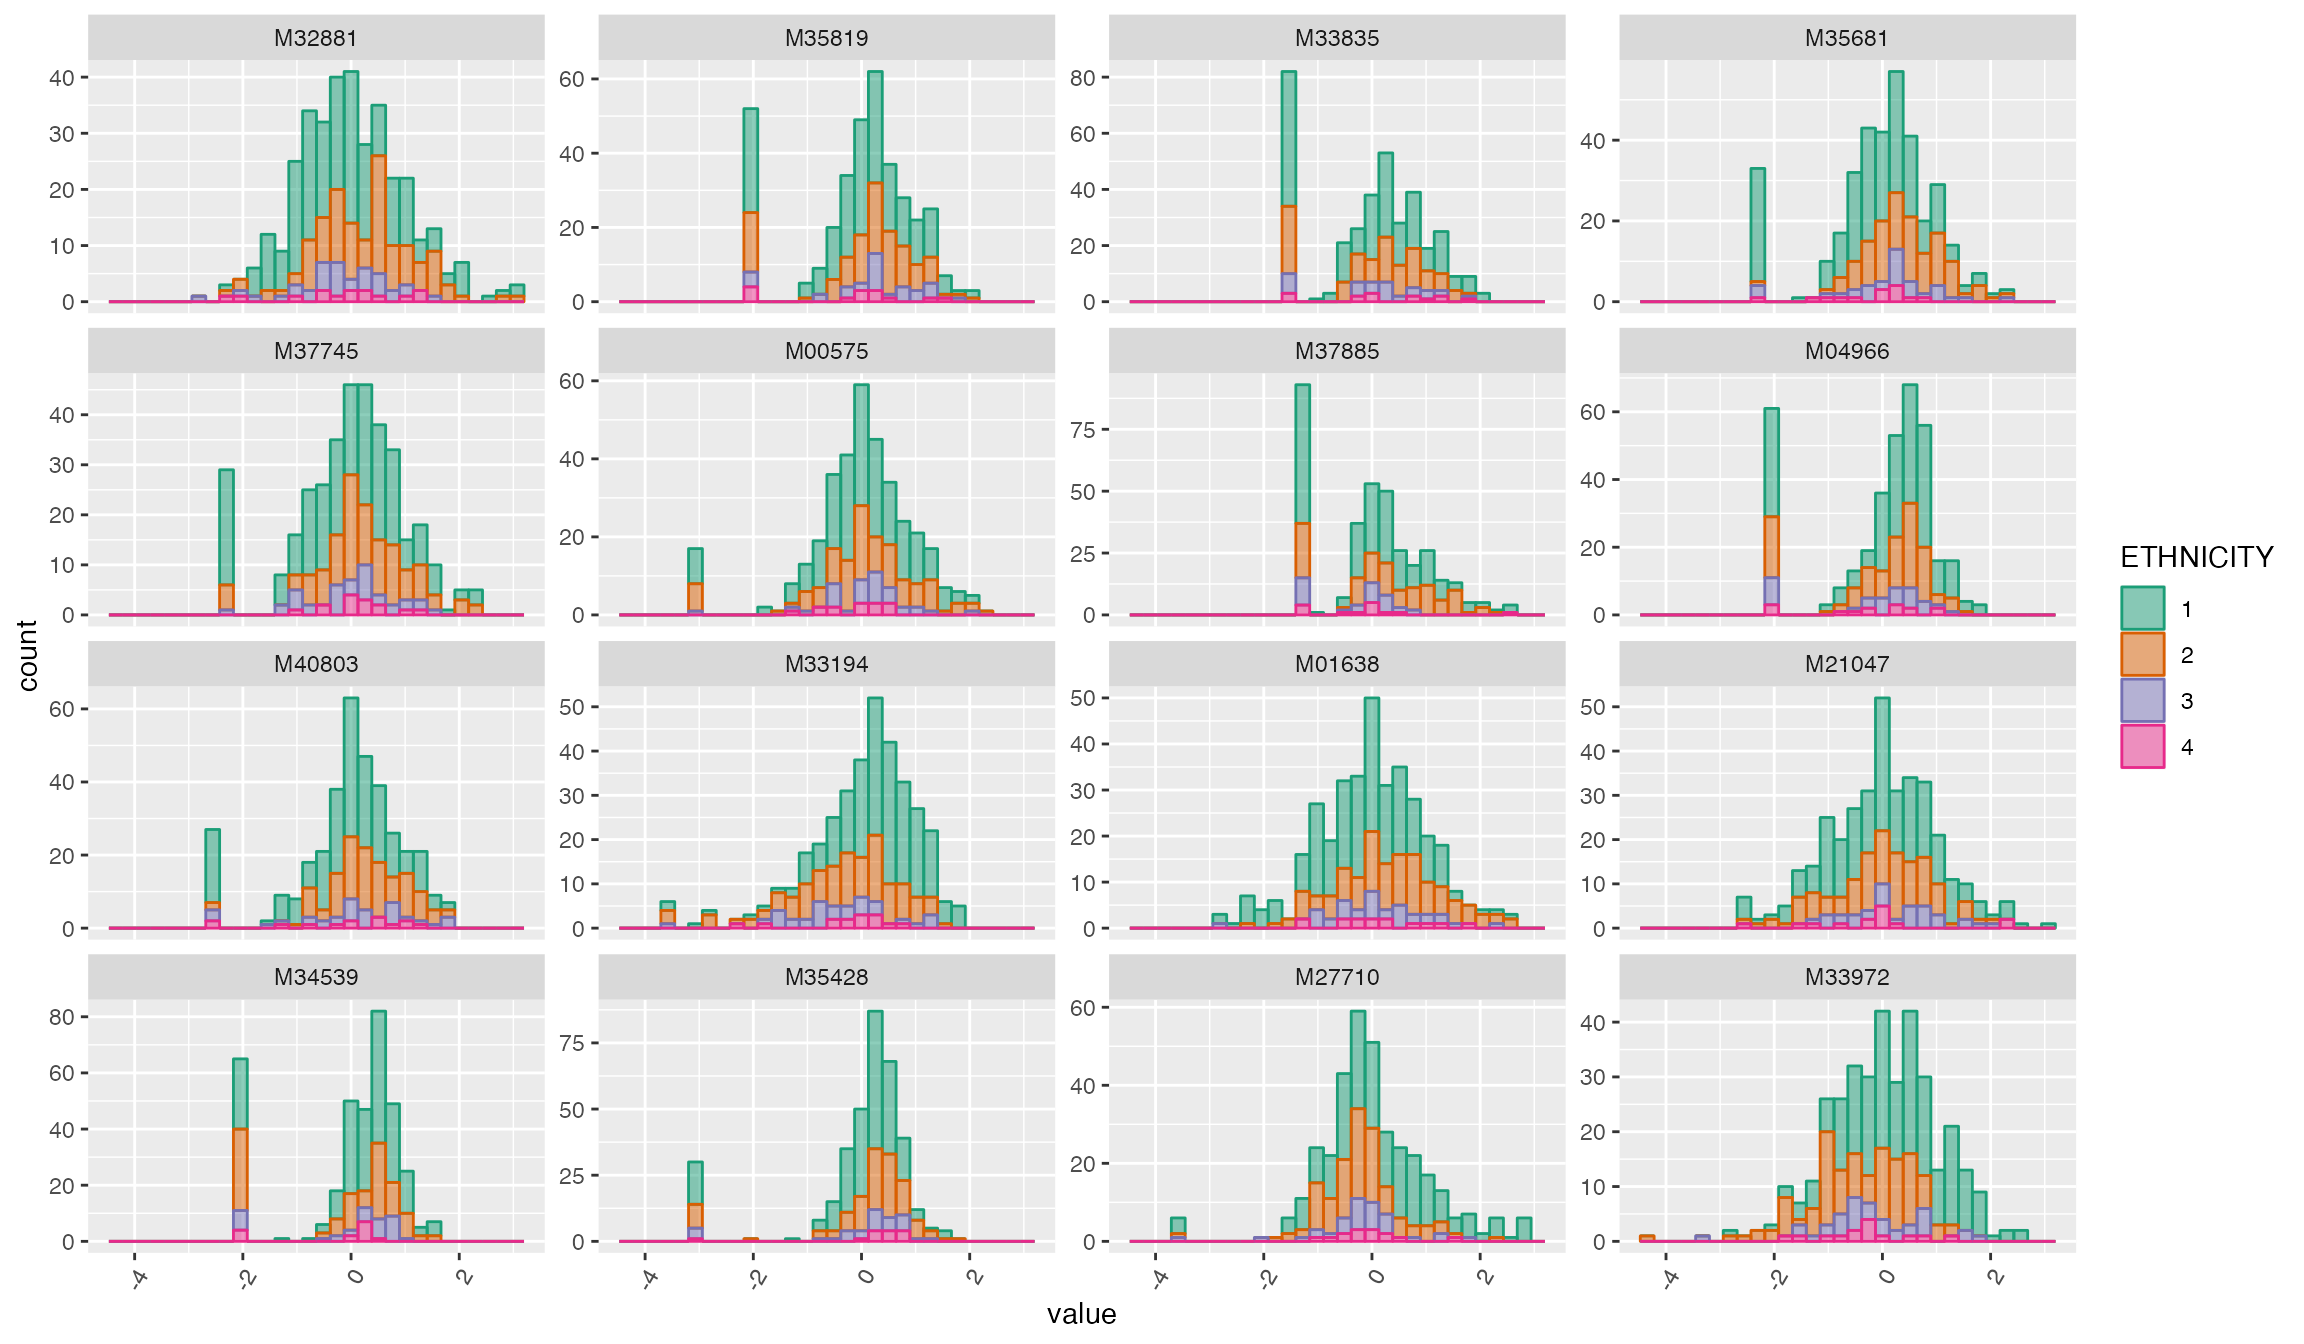 M32881 M35819 M33835 M35681
40 30 20 10 0
60 40 20 0
80 60 40 20 0
40 20 0
M37745 M00575 M37885 M04966
40 30 20 10 0
60 40 20 0
75 50 25 0
60 40 20 0
M40803 M33194 M01638 M21047
60 40 20 0
50 40 30 20 10 0
50 40 30 20 10 0
50 40 30 20 10 0
M34539 M35428 M27710 M33972
80 60 40 20 0
75 50 25 0
60 40 20 0
40 30 20 10 0
-4 -2 0 2 -4 -2 0 2 -4 -2 0 2 -4 -2 0 2
count
value
ETHNICITY
1
2
3
4